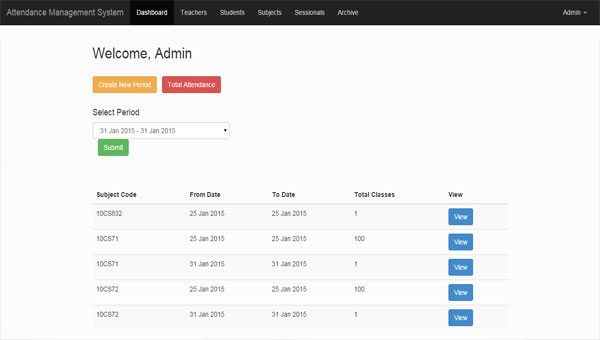 Attendance Management System Dashboard Teachers Students Subjects Sessionals Archive Admin
Welcome, Admin
Create New Period Total Attendance
Select Period
31 Jan 2015 - 31 Jan 2015
Submit
Subject Code From Date To Date Total Classes View
10CS832 25 Jan 2015 25 Jan 2015 1 View
10CS71 25 Jan 2015 25 Jan 2015 100 View
10CS71 31 Jan 2015 31 Jan 2015 1 View
10CS72 25 Jan 2015 25 Jan 2015 100 View
10CS72 31 Jan 2015 31 Jan 2015 1 View